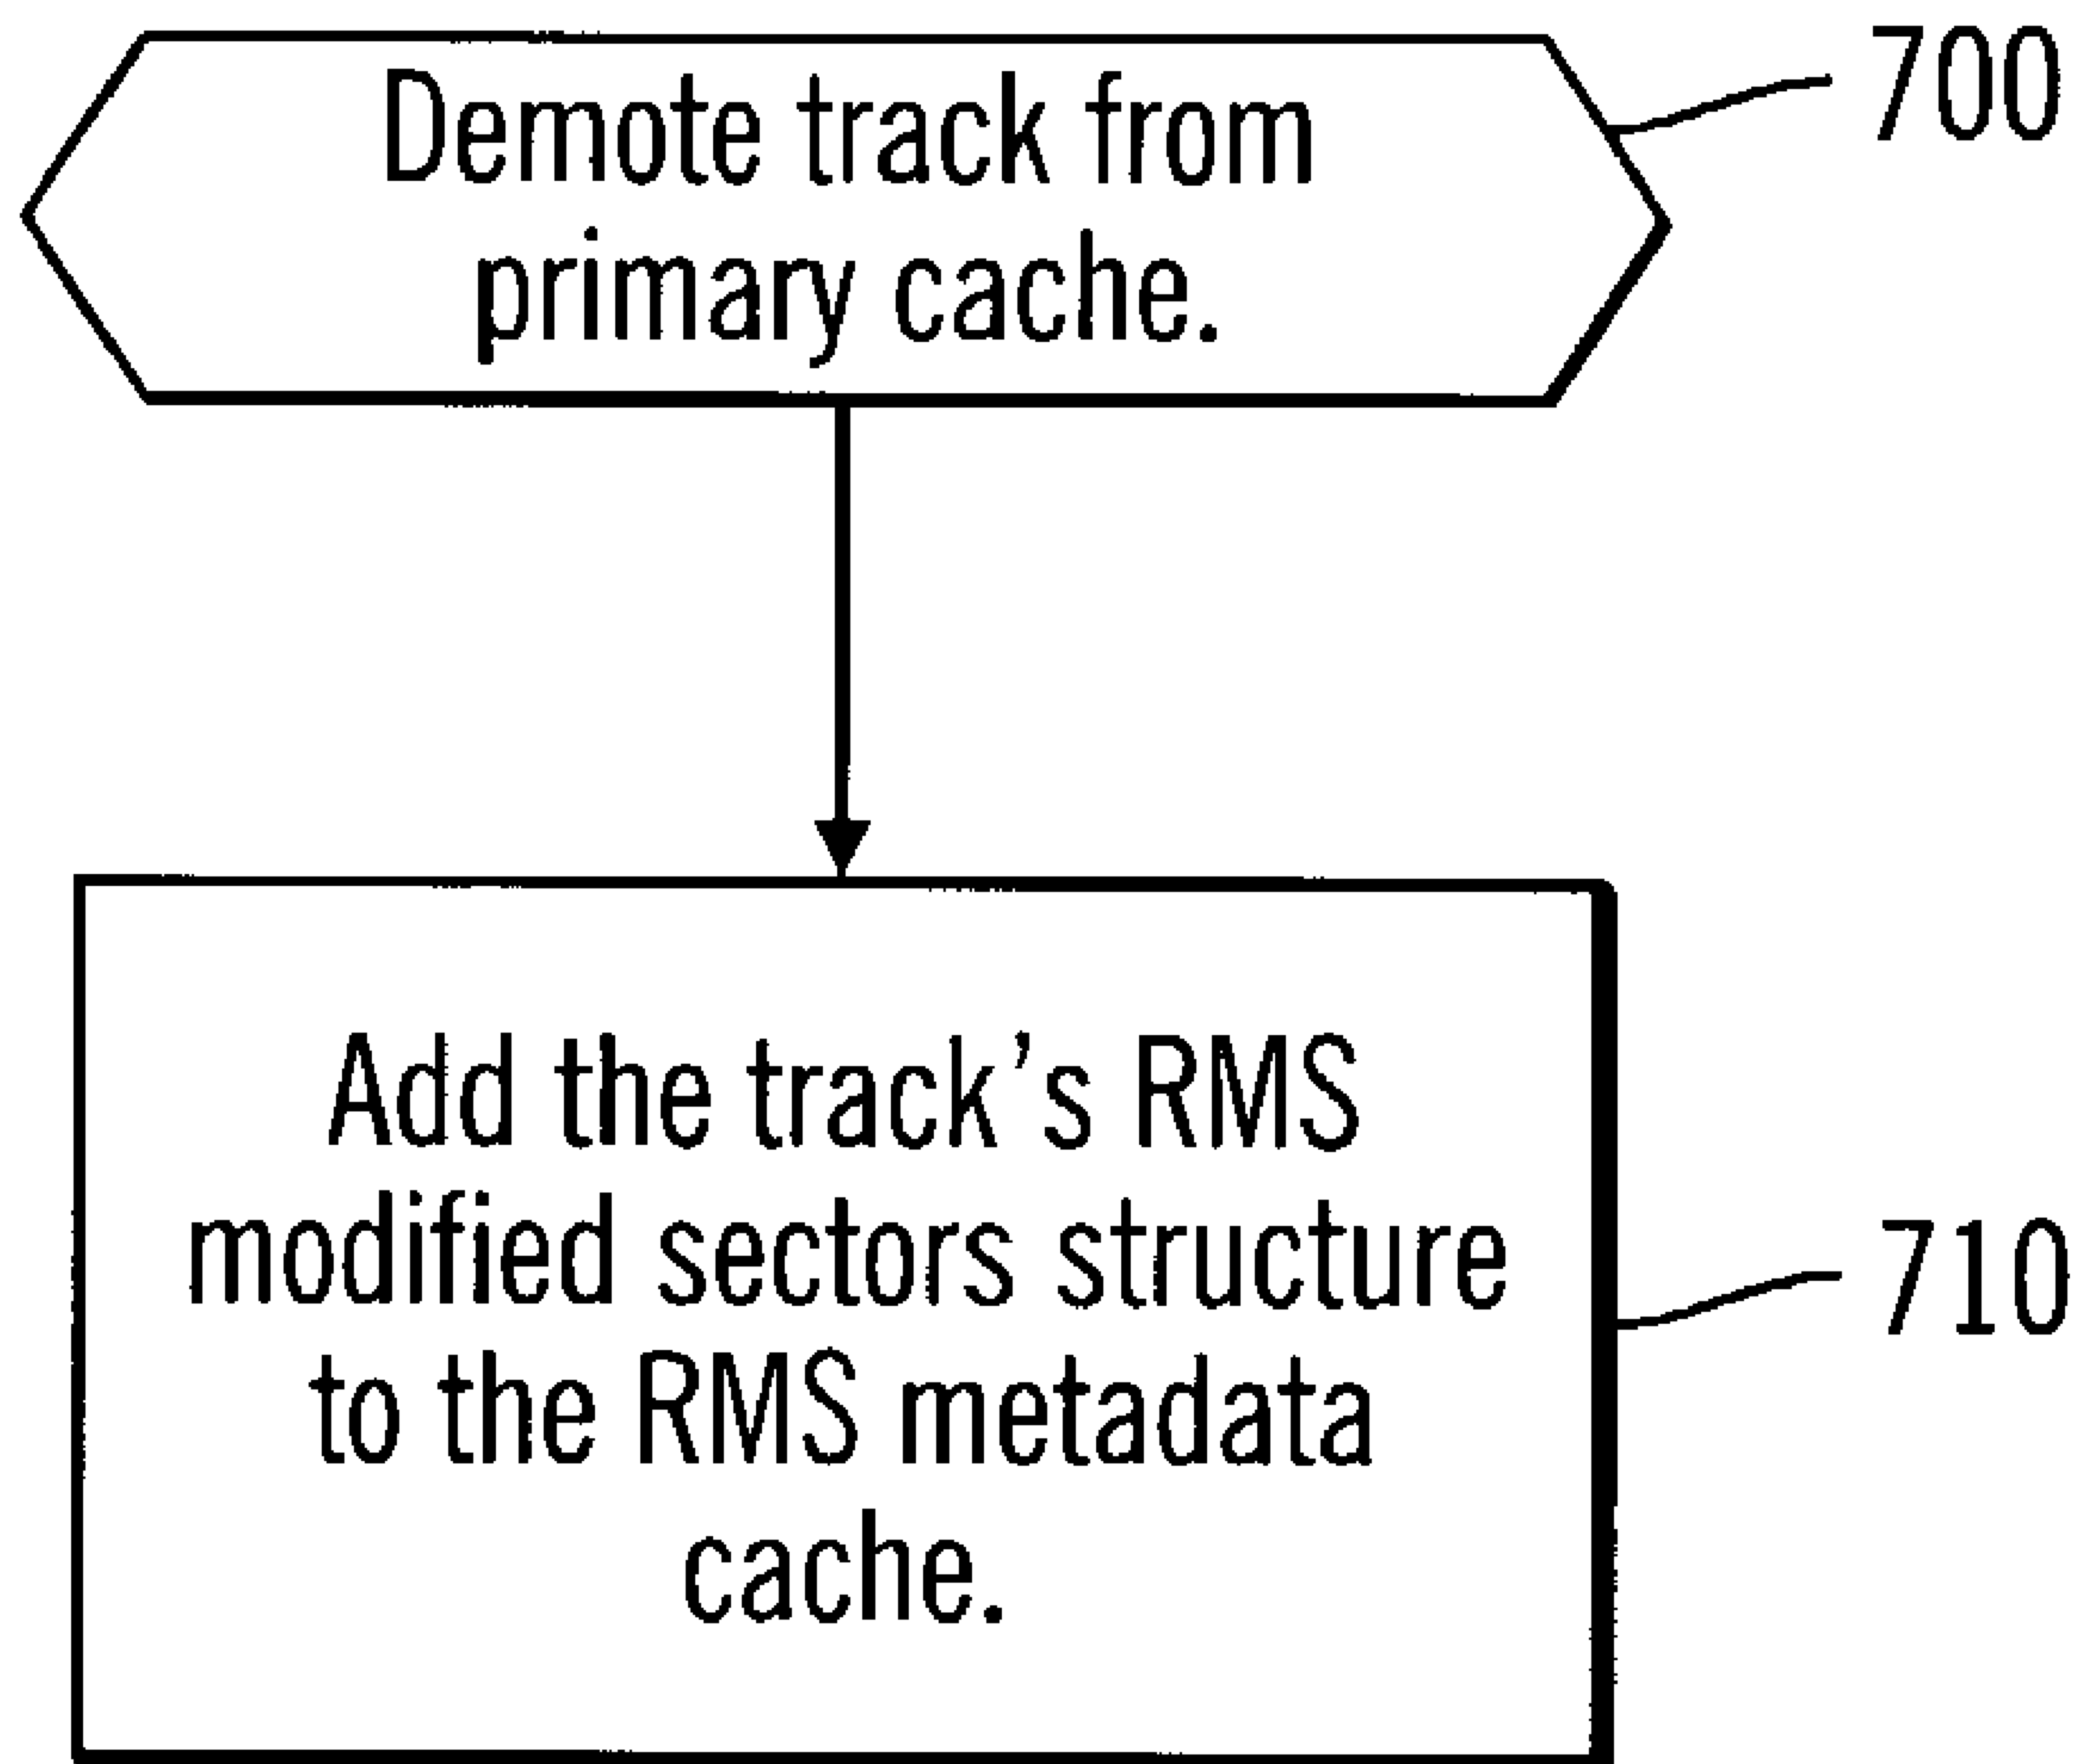 Demote track from
primary cache.
700
Add the track's RMS
modified sectors structure
to the RMS metadata
cache.
710